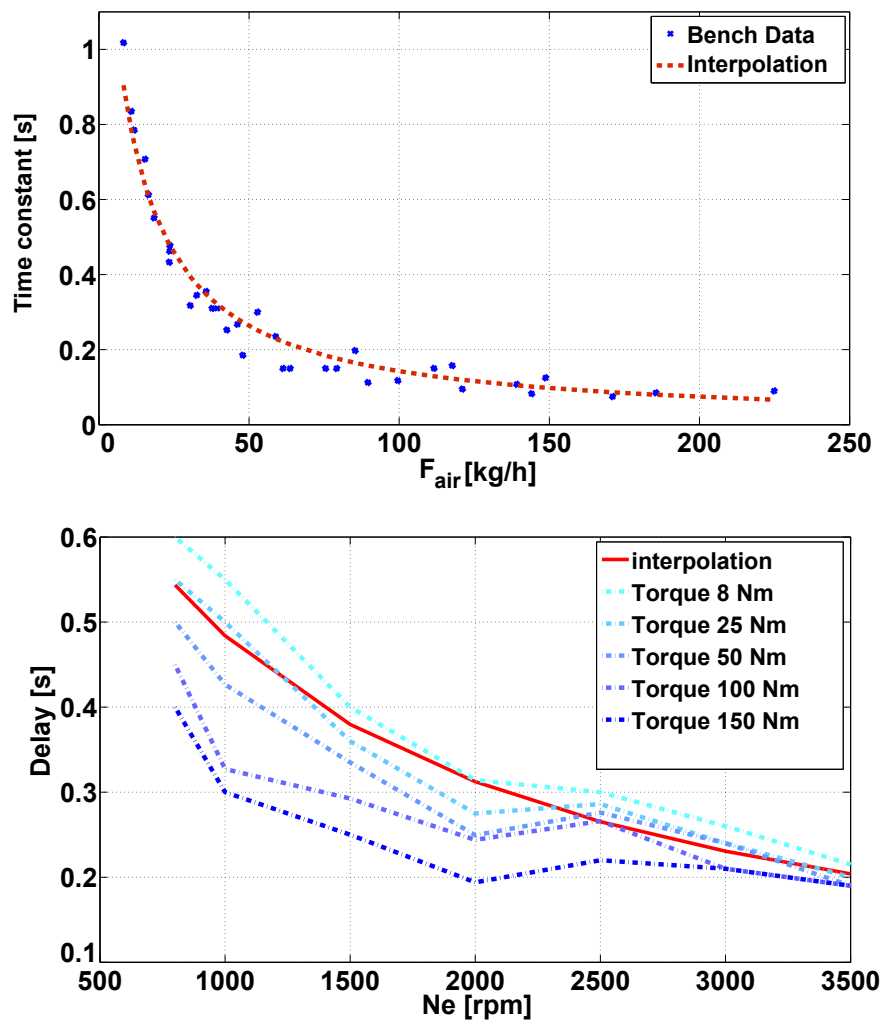 Bench Data
Interpolation
Time constant [s]
1
0.8
0.6
0.4
0.2
0
0 50 100 150 200 250
F_air [kg/h]
interpolation
Torque 8 Nm
Torque 25 Nm
Torque 50 Nm
Torque 100 Nm
Torque 150 Nm
Delay [s]
0.6
0.5
0.4
0.3
0.2
0.1
500 1000 1500 2000 2500 3000 3500
Ne [rpm]